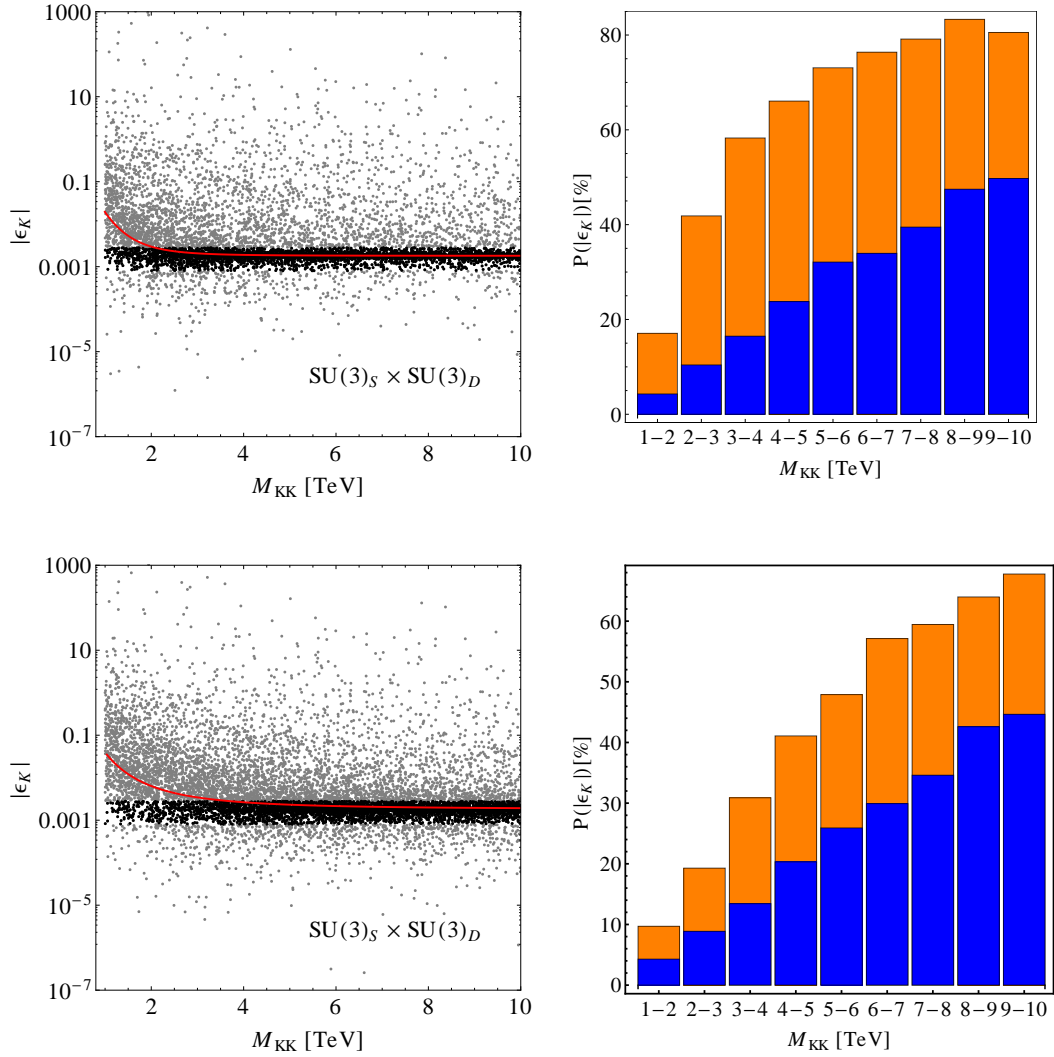 1000
10
0.1
0.001
10^{-5}
10^{-7}
|ϵ_K|
SU(3)_S × SU(3)_D
2 4 6 8 10
M_KK [TeV]
80
60
40
20
0
P(|ϵ_K|)[%]
1−2 2−3 3−4 4−5 5−6 6−7 7−8 8−9 9−10
M_KK [TeV]
1000
10
0.1
0.001
10^{-5}
10^{-7}
|ϵ_K|
SU(3)_S × SU(3)_D
2 4 6 8 10
M_KK [TeV]
60
50
40
30
20
10
0
P(|ϵ_K|)[%]
1−2 2−3 3−4 4−5 5−6 6−7 7−8 8−9 9−10
M_KK [TeV]